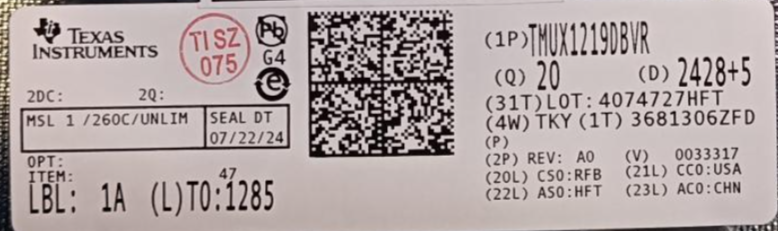 TEXAS
INSTRUMENTS
TI SZ
075
Pb
G4
e
2DC: 2Q:
MSL 1 /260C/UNLIM
SEAL DT
07/22/24
OPT:
ITEM:
47
LBL: 1A (L)TO:1285
(1P)TMUX1219DBVR
(Q) 20 (D) 2428+5
(31T)LOT: 4074727HFT
(4W) TKY (1T) 3681306ZFD
(P)
(2P) REV: A0 (V) 0033317
(20L) CSO:RFB (21L) CCO:USA
(22L) ASO:HFT (23L) ACO:CHN